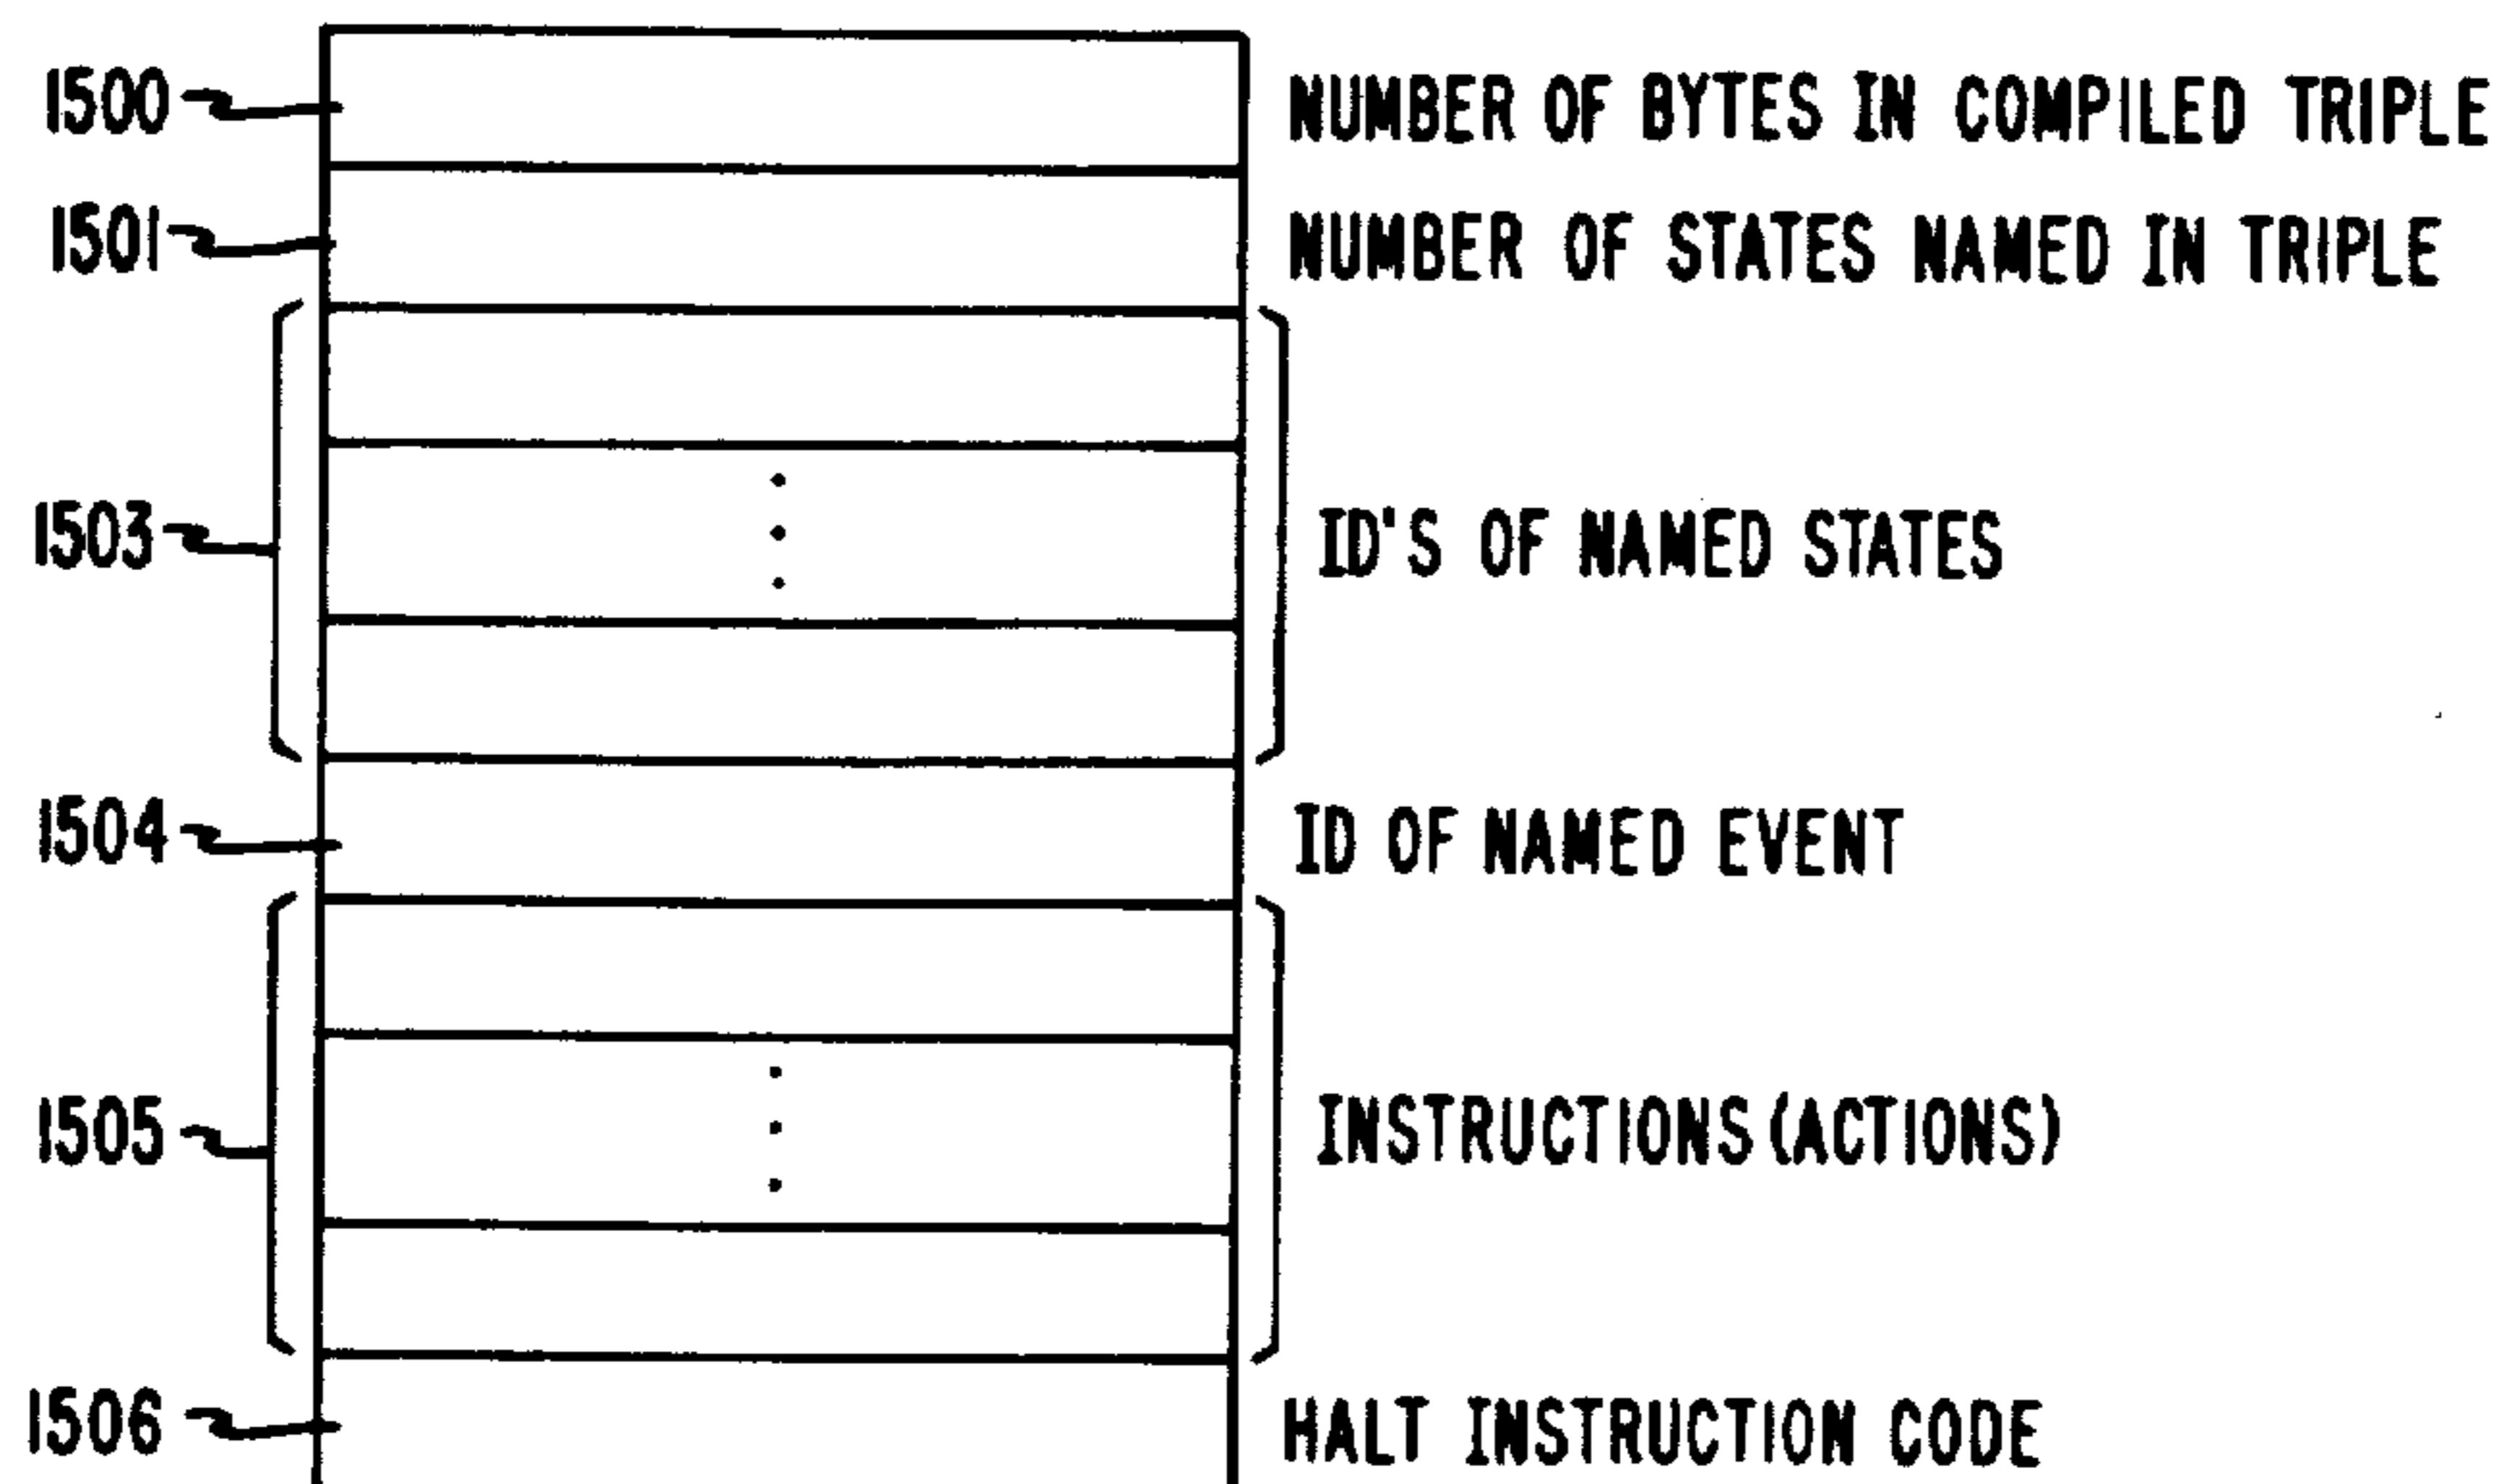 1500 NUMBER OF BYTES IN COMPILED TRIPLE
1501 NUMBER OF STATES NAMED IN TRIPLE
1503 ID'S OF NAMED STATES
1504 ID OF NAMED EVENT
1505 INSTRUCTIONS (ACTIONS)
1506 HALT INSTRUCTION CODE